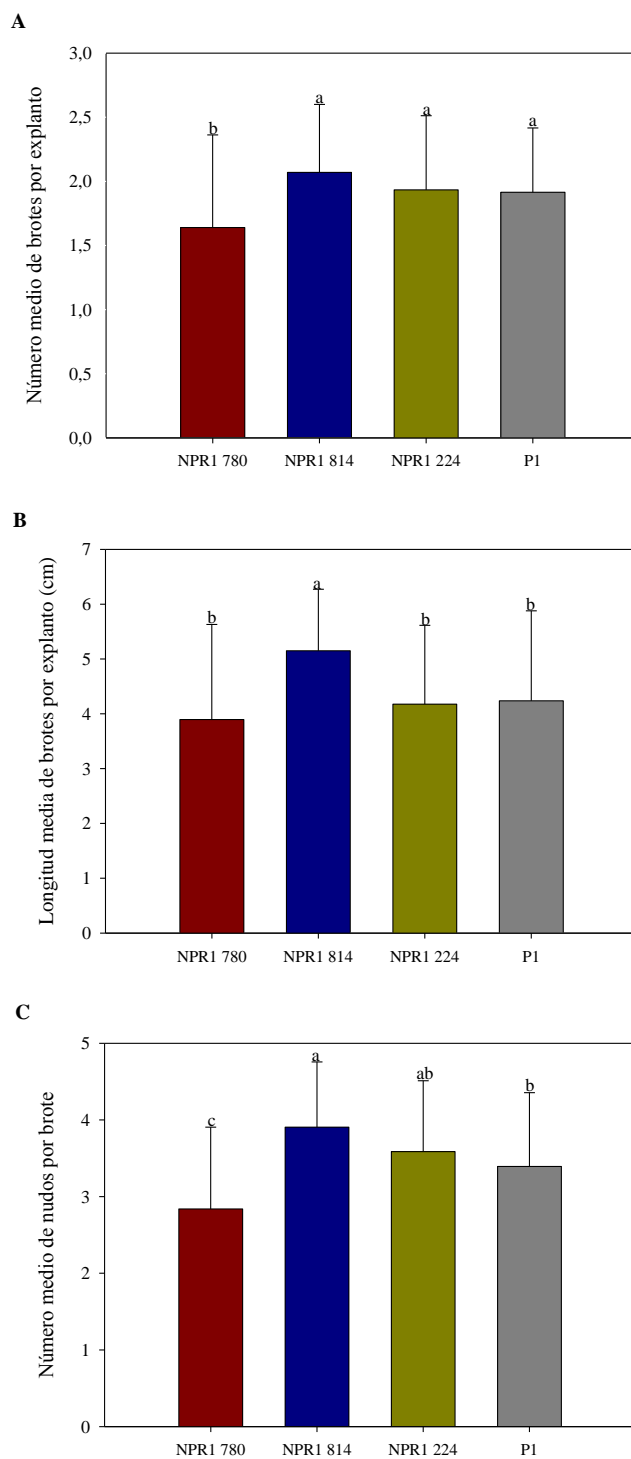 A
Número medio de brotes por explanto
3,0
2,5
2,0
1,5
1,0
0,5
0,0
b
a
a
a
NPR1 780
NPR1 814
NPR1 224
P1
B
Longitud media de brotes por explanto (cm)
7
6
5
4
3
2
1
0
b
a
b
b
NPR1 780
NPR1 814
NPR1 224
P1
C
Número medio de nudos por brote
5
4
3
2
1
0
c
a
ab
b
NPR1 780
NPR1 814
NPR1 224
P1